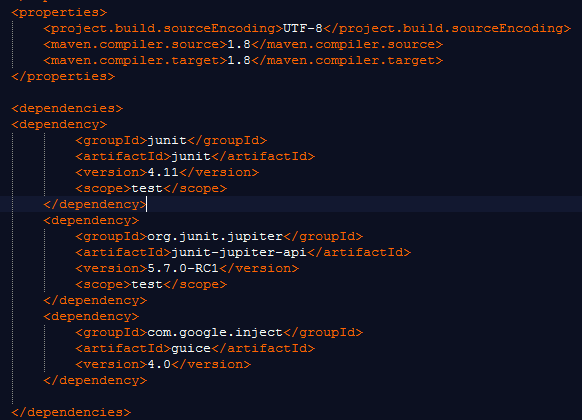 <properties>
<project.build.sourceEncoding>UTF-8</project.build.sourceEncoding>
<maven.compiler.source>1.8</maven.compiler.source>
<maven.compiler.target>1.8</maven.compiler.target>
</properties>
<dependencies>
<dependency>
<groupId>junit</groupId>
<artifactId>junit</artifactId>
<version>4.11</version>
<scope>test</scope>
</dependency>
<dependency>
<groupId>org.junit.jupiter</groupId>
<artifactId>junit-jupiter-api</artifactId>
<version>5.7.0-RC1</version>
<scope>test</scope>
</dependency>
<dependency>
<groupId>com.google.inject</groupId>
<artifactId>guice</artifactId>
<version>4.0</version>
</dependency>
</dependencies>